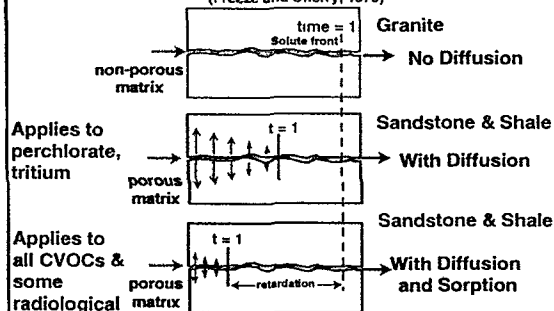 (Freeze and Cherry, 1979)
time = 1
Granite
Solute front
No Diffusion
non-porous
matrix
Applies to
perchlorate,
tritium
Sandstone & Shale
t = 1
With Diffusion
porous
matrix
Sandstone & Shale
Applies to
all CVOCs &
some
radiological
t = 1
With Diffusion
and Sorption
porous
matrix
retardation